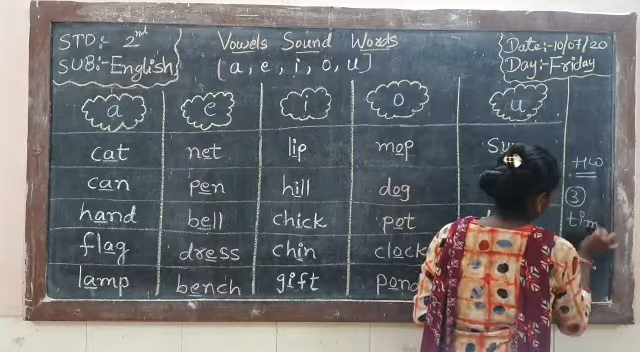 STD:- 2nd
SUB:-English
Vowels Sound Words
[a, e, i, o, u]
Date:-10/07/20
Day:-Friday
a e i o u
cat net lip mop
can pen hill dog
hand bell chick pot
flag dress chin clock
lamp bench gift
HW
3